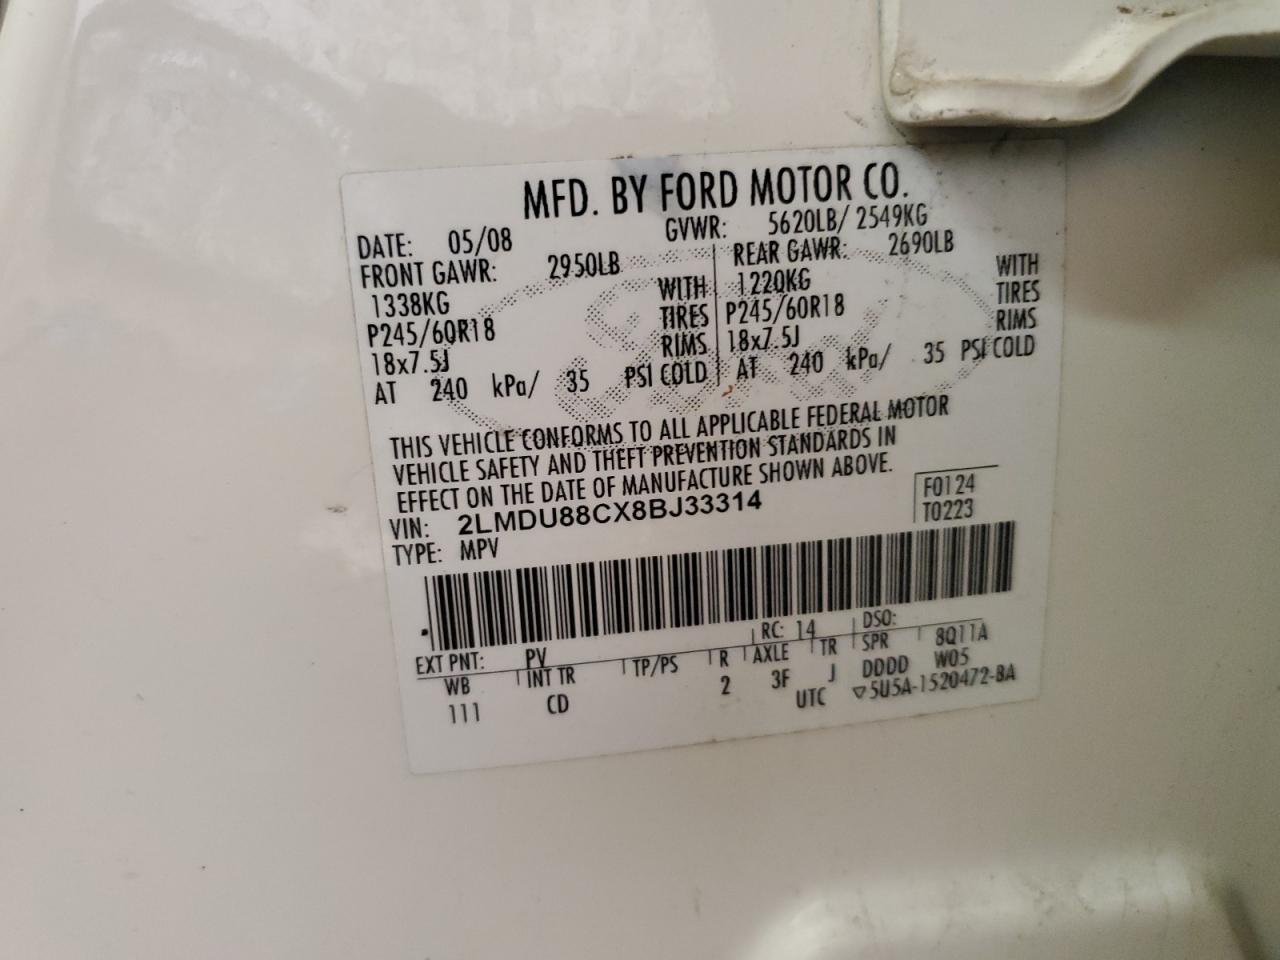 MFD. BY FORD MOTOR CO.
DATE: 05/08 GVWR: 5620LB/ 2549KG
FRONT GAWR: 2950LB REAR GAWR: 2690LB
1338KG WITH 1220KG WITH
P245/60R18 TIRES P245/60R18 TIRES
18x7.5J RIMS 18x7.5J RIMS
AT 240 kPa/ 35 PSI COLD AT 240 kPa/ 35 PSI COLD
THIS VEHICLE CONFORMS TO ALL APPLICABLE FEDERAL MOTOR
VEHICLE SAFETY AND THEFT PREVENTION STANDARDS IN
EFFECT ON THE DATE OF MANUFACTURE SHOWN ABOVE.
VIN: 2LMDU88CX8BJ33314 F0124
TYPE: MPV T0223
EXT PNT: PV RC: 14 DSO:
WB INT TR TP/PS R AXLE TR SPR 8Q11A
111 CD 2 3F J DDDD W05
UTC ▽5U5A-1520472-BA